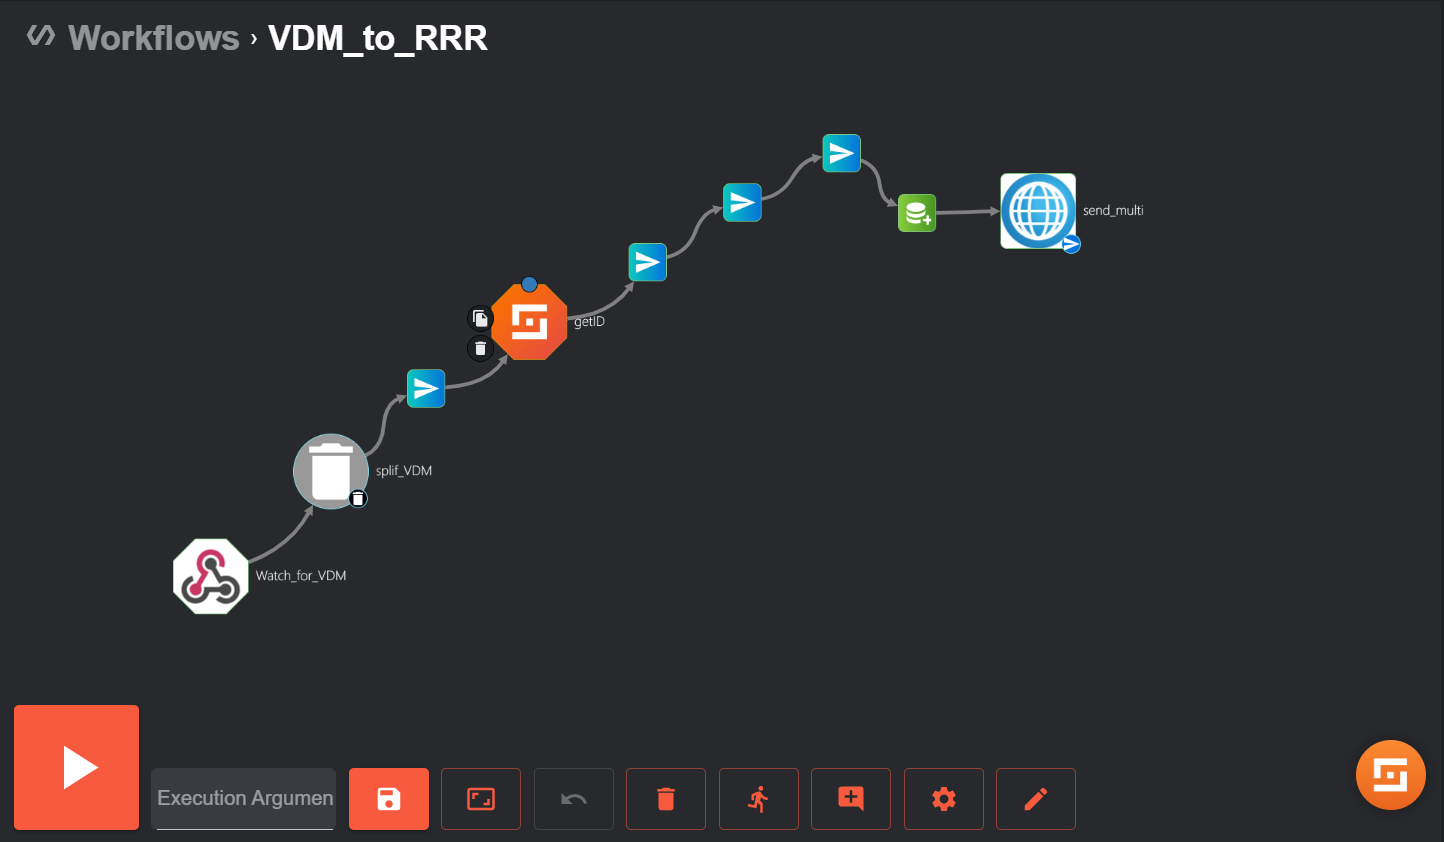 Workflows › VDM_to_RRR
send_multi
getID
splif_VDM
Watch_for_VDM
Execution Argumen